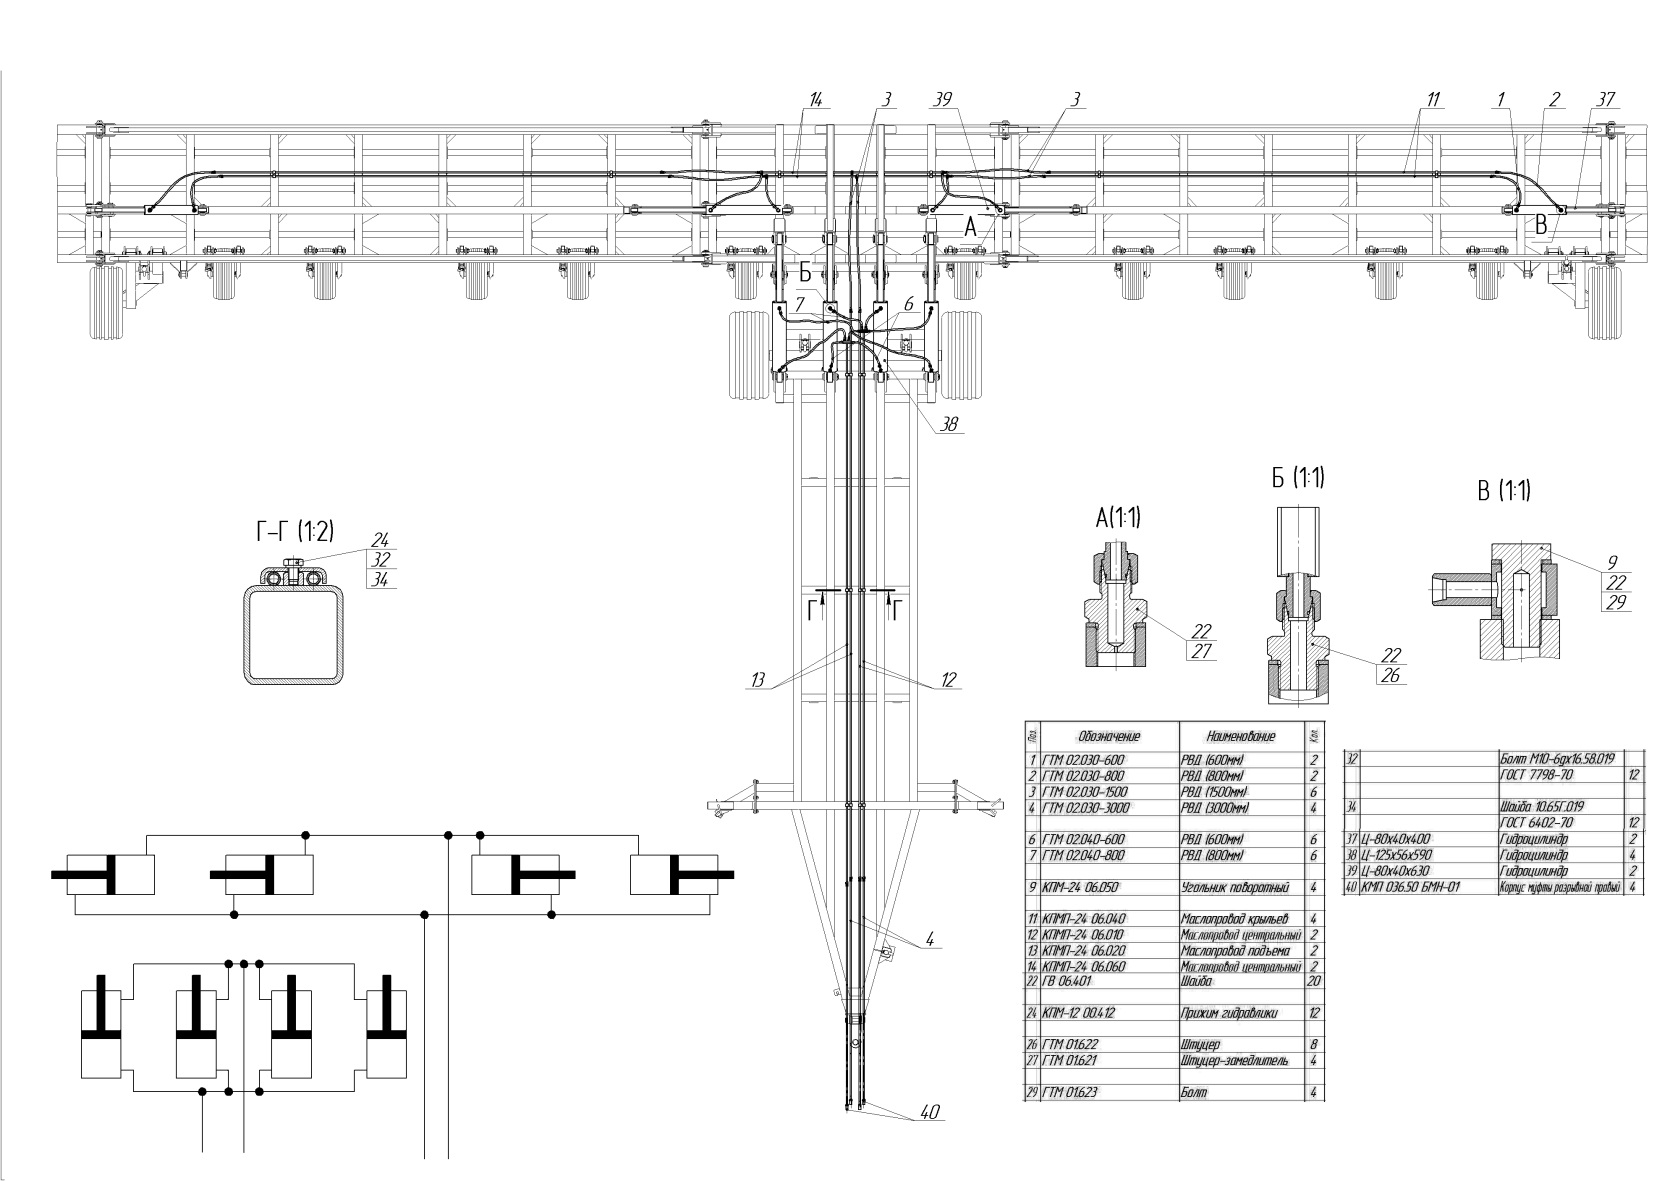 14 3 39 3 11 1 2 37
А В
Б
7 6
38
Г-Г (1:2)
24
32
34
А(1:1)
22
27
Б (1:1)
22
26
В (1:1)
9
22
29
Г Г
13 12
4
40
Поз. Обозначение Наименование Кол.
1 ГТМ 02.030-600 РВД (600мм) 2
2 ГТМ 02.030-800 РВД (800мм) 2
3 ГТМ 02.030-1500 РВД (1500мм) 6
4 ГТМ 02.030-3000 РВД (3000мм) 4
6 ГТМ 02.040-600 РВД (600мм) 6
7 ГТМ 02.040-800 РВД (800мм) 6
9 КПМ-24 06.050 Угольник поворотный 4
11 КПМП-24 06.040 Маслопровод крыльев 4
12 КПМП-24 06.010 Маслопровод центральный 2
13 КПМП-24 06.020 Маслопровод подъема 2
14 КПМП-24 06.060 Маслопровод центральный 2
22 ГВ 06.401 Шайба 20
24 КПМ-12 00.412 Прижим гидравлики 12
26 ГТМ 01.622 Штуцер 8
27 ГТМ 01.621 Штуцер-замедлитель 4
29 ГТМ 01.623 Болт 4
32 Болт М10-6gх16.58.019
ГОСТ 7798-70 12
34 Шайба 10.65Г.019
ГОСТ 6402-70 12
37 Ц-80х40х400 Гидроцилиндр 2
38 Ц-125х56х590 Гидроцилиндр 4
39 Ц-80х40х630 Гидроцилиндр 2
40 КМП 036.50 БМН-01 Корпус муфты разрывной правый 4